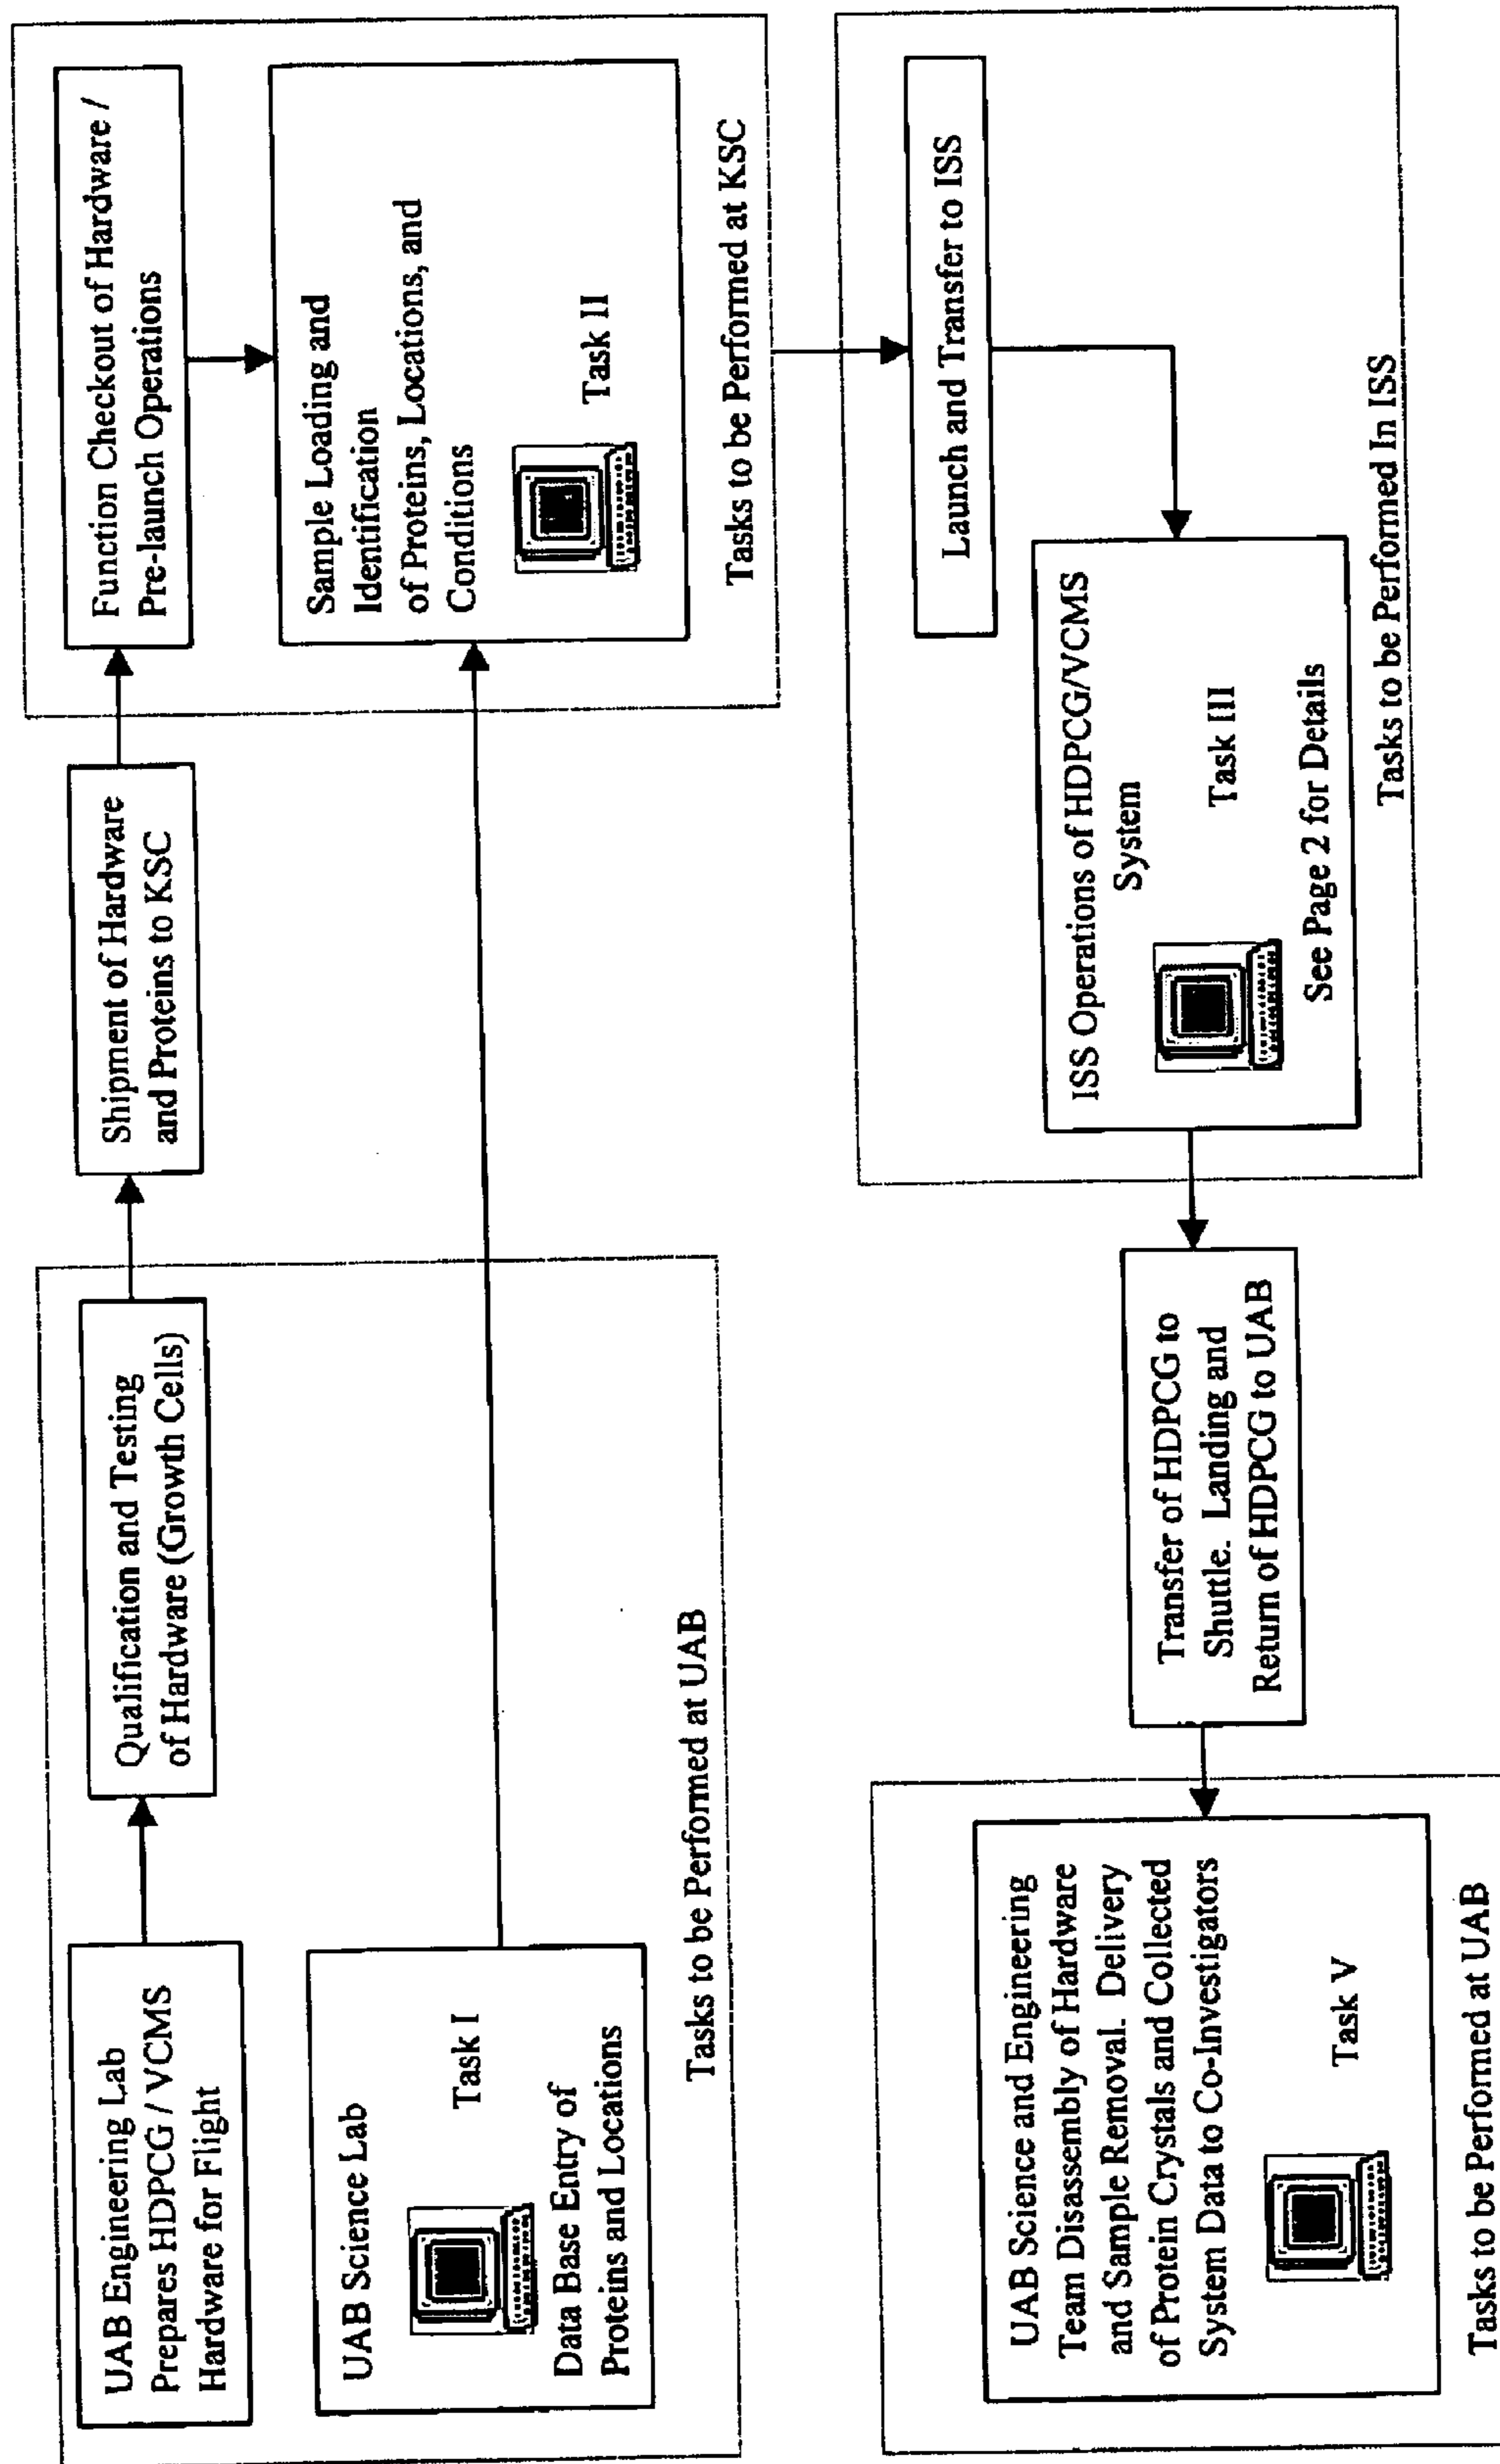 UAB Engineering Lab
Prepares HDPCG / VCMS
Hardware for Flight
Qualification and Testing
of Hardware (Growth Cells)
Shipment of Hardware
and Proteins to KSC
Function Checkout of Hardware /
Pre-launch Operations
UAB Science Lab
Task I
Data Base Entry of
Proteins and Locations
Tasks to be Performed at UAB
Sample Loading and
Identification
of Proteins, Locations, and
Conditions
Task II
Tasks to be Performed at KSC
Launch and Transfer to ISS
ISS Operations of HDPCG/VCMS
System
Task III
See Page 2 for Details
Tasks to be Performed In ISS
Transfer of HDPCG to
Shuttle. Landing and
Return of HDPCG to UAB
UAB Science and Engineering
Team Disassembly of Hardware
and Sample Removal. Delivery
of Protein Crystals and Collected
System Data to Co-Investigators
Task V
Tasks to be Performed at UAB